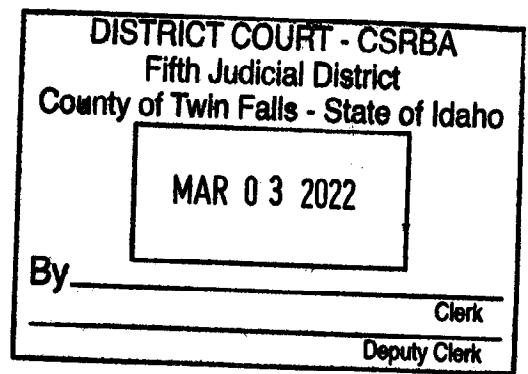 DISTRICT COURT - CSRBA
Fifth Judicial District
County of Twin Falls - State of Idaho
MAR 03 2022
By
Clerk
Deputy Clerk